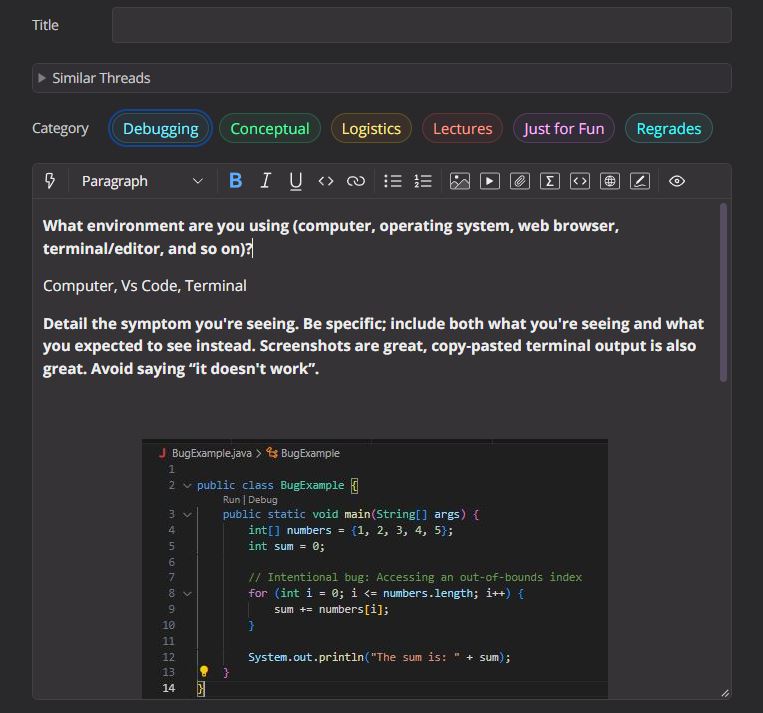 Title
Similar Threads
Category Debugging Conceptual Logistics Lectures Just for Fun Regrades
Paragraph B I U
What environment are you using (computer, operating system, web browser,
terminal/editor, and so on)?
Computer, Vs Code, Terminal
Detail the symptom you're seeing. Be specific; include both what you're seeing and what
you expected to see instead. Screenshots are great, copy-pasted terminal output is also
great. Avoid saying “it doesn't work”.
J BugExample.java > BugExample
1
2 public class BugExample {
Run | Debug
3 public static void main(String[] args) {
4 int[] numbers = {1, 2, 3, 4, 5};
5 int sum = 0;
6
7 // Intentional bug: Accessing an out-of-bounds index
8 for (int i = 0; i <= numbers.length; i++) {
9 sum += numbers[i];
10 }
11
12 System.out.println("The sum is: " + sum);
13 }
14 }